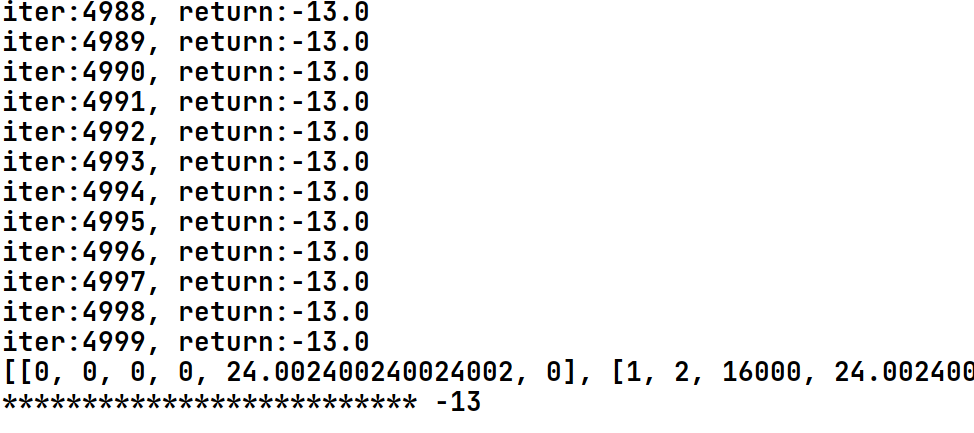 iter:4988, return:-13.0
iter:4989, return:-13.0
iter:4990, return:-13.0
iter:4991, return:-13.0
iter:4992, return:-13.0
iter:4993, return:-13.0
iter:4994, return:-13.0
iter:4995, return:-13.0
iter:4996, return:-13.0
iter:4997, return:-13.0
iter:4998, return:-13.0
iter:4999, return:-13.0
[[0, 0, 0, 0, 24.002400240024002, 0], [1, 2, 16000, 24.002400
************************** -13